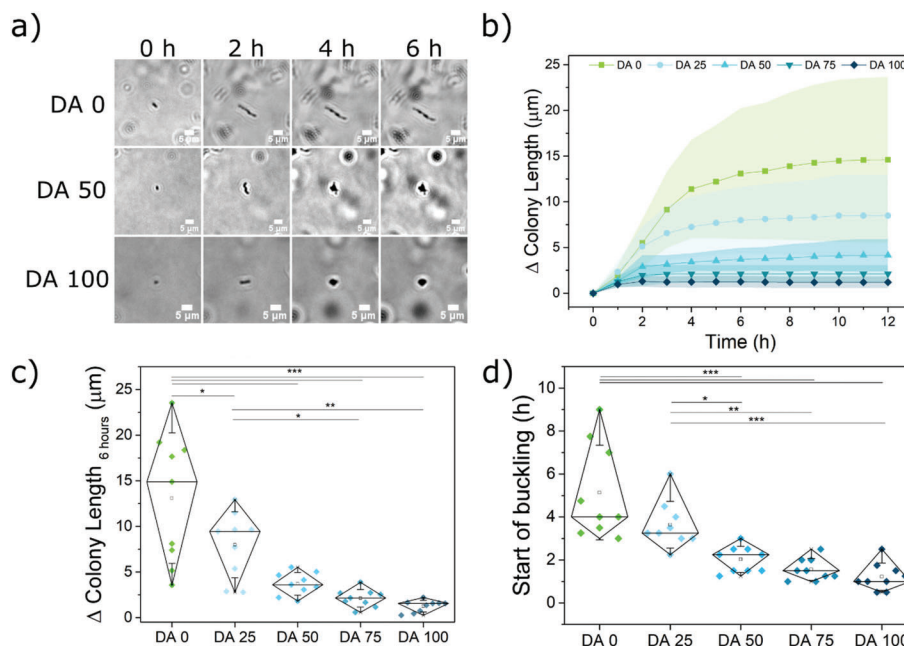 a)
0 h 2 h 4 h 6 h
DA 0
5 µm 5 µm 5 µm 5 µm
DA 50
5 µm 5 µm 5 µm 5 µm
DA 100
5 µm 5 µm 5 µm 5 µm
b)
DA 0 DA 25 DA 50 DA 75 DA 100
Δ Colony Length (µm)
25
20
15
10
5
0
0 2 4 6 8 10 12
Time (h)
c)
Δ Colony Length 6 hours (µm)
***
*
**
*
25
20
15
10
5
0
DA 0 DA 25 DA 50 DA 75 DA 100
d)
Start of buckling (h)
***
*
**
***
10
8
6
4
2
0
DA 0 DA 25 DA 50 DA 75 DA 100